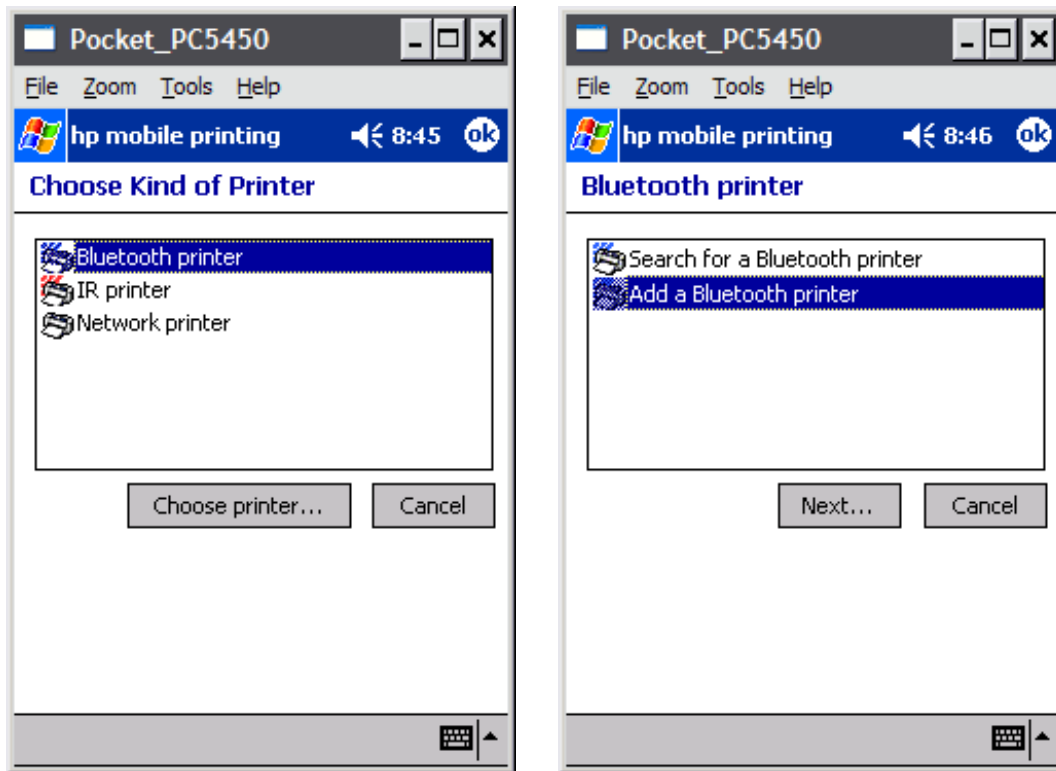 Pocket_PC5450
File Zoom Tools Help
hp mobile printing 8:45 ok
Choose Kind of Printer
Bluetooth printer
IR printer
Network printer
Choose printer... Cancel
Pocket_PC5450
File Zoom Tools Help
hp mobile printing 8:46 ok
Bluetooth printer
Search for a Bluetooth printer
Add a Bluetooth printer
Next... Cancel